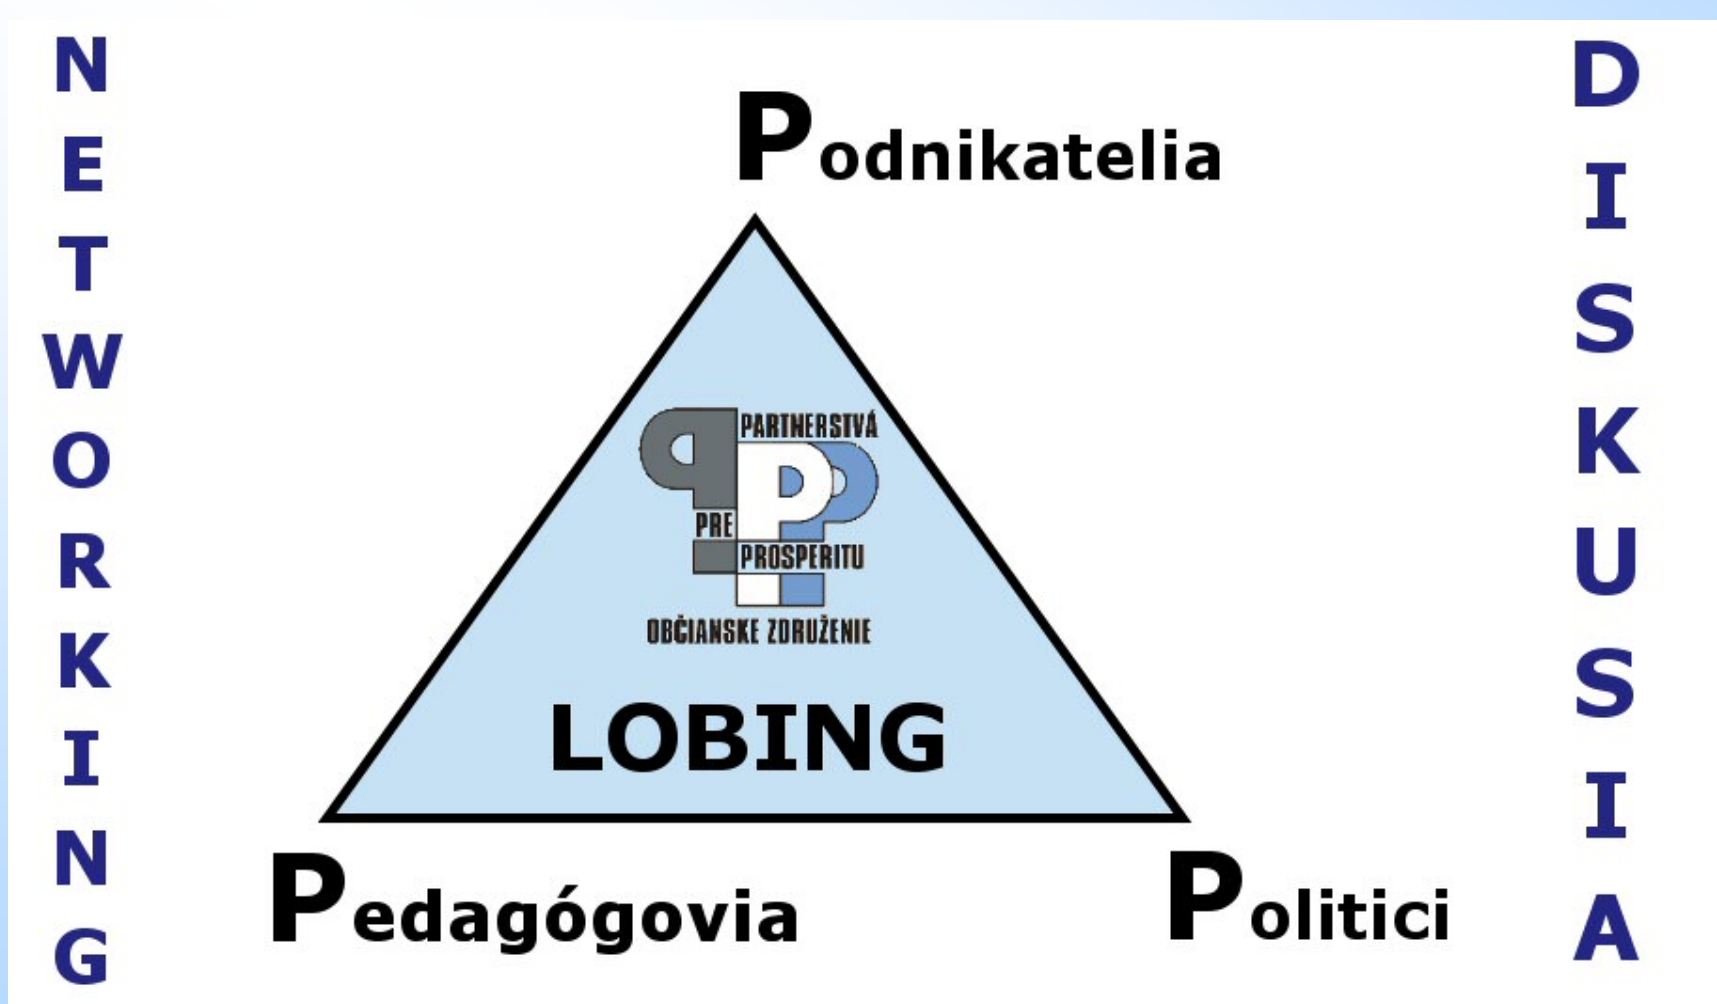 NETWORKING
Podnikatelia
PARTNERSTVÁ
PRE
PROSPERITU
OBČIANSKE ZDRUŽENIE
LOBING
Pedagógovia
Politici
DISKUSIA